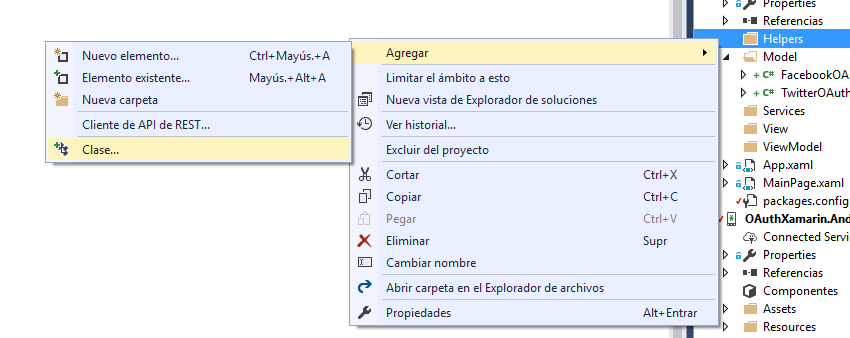 Nuevo elemento... Ctrl+Mayús.+A
Elemento existente... Mayús.+Alt+A
Nueva carpeta
Cliente de API de REST...
Clase...
Agregar
Limitar el ámbito a esto
Nueva vista de Explorador de soluciones
Ver historial...
Excluir del proyecto
Cortar Ctrl+X
Copiar Ctrl+C
Pegar Ctrl+V
Eliminar Supr
Cambiar nombre
Abrir carpeta en el Explorador de archivos
Propiedades Alt+Entrar
Properties
Referencias
Helpers
Model
C# FacebookOA
C# TwitterOAuth
Services
View
ViewModel
App.xaml
MainPage.xaml
packages.config
OAuthXamarin.And
Connected Servi
Properties
Referencias
Componentes
Assets
Resources